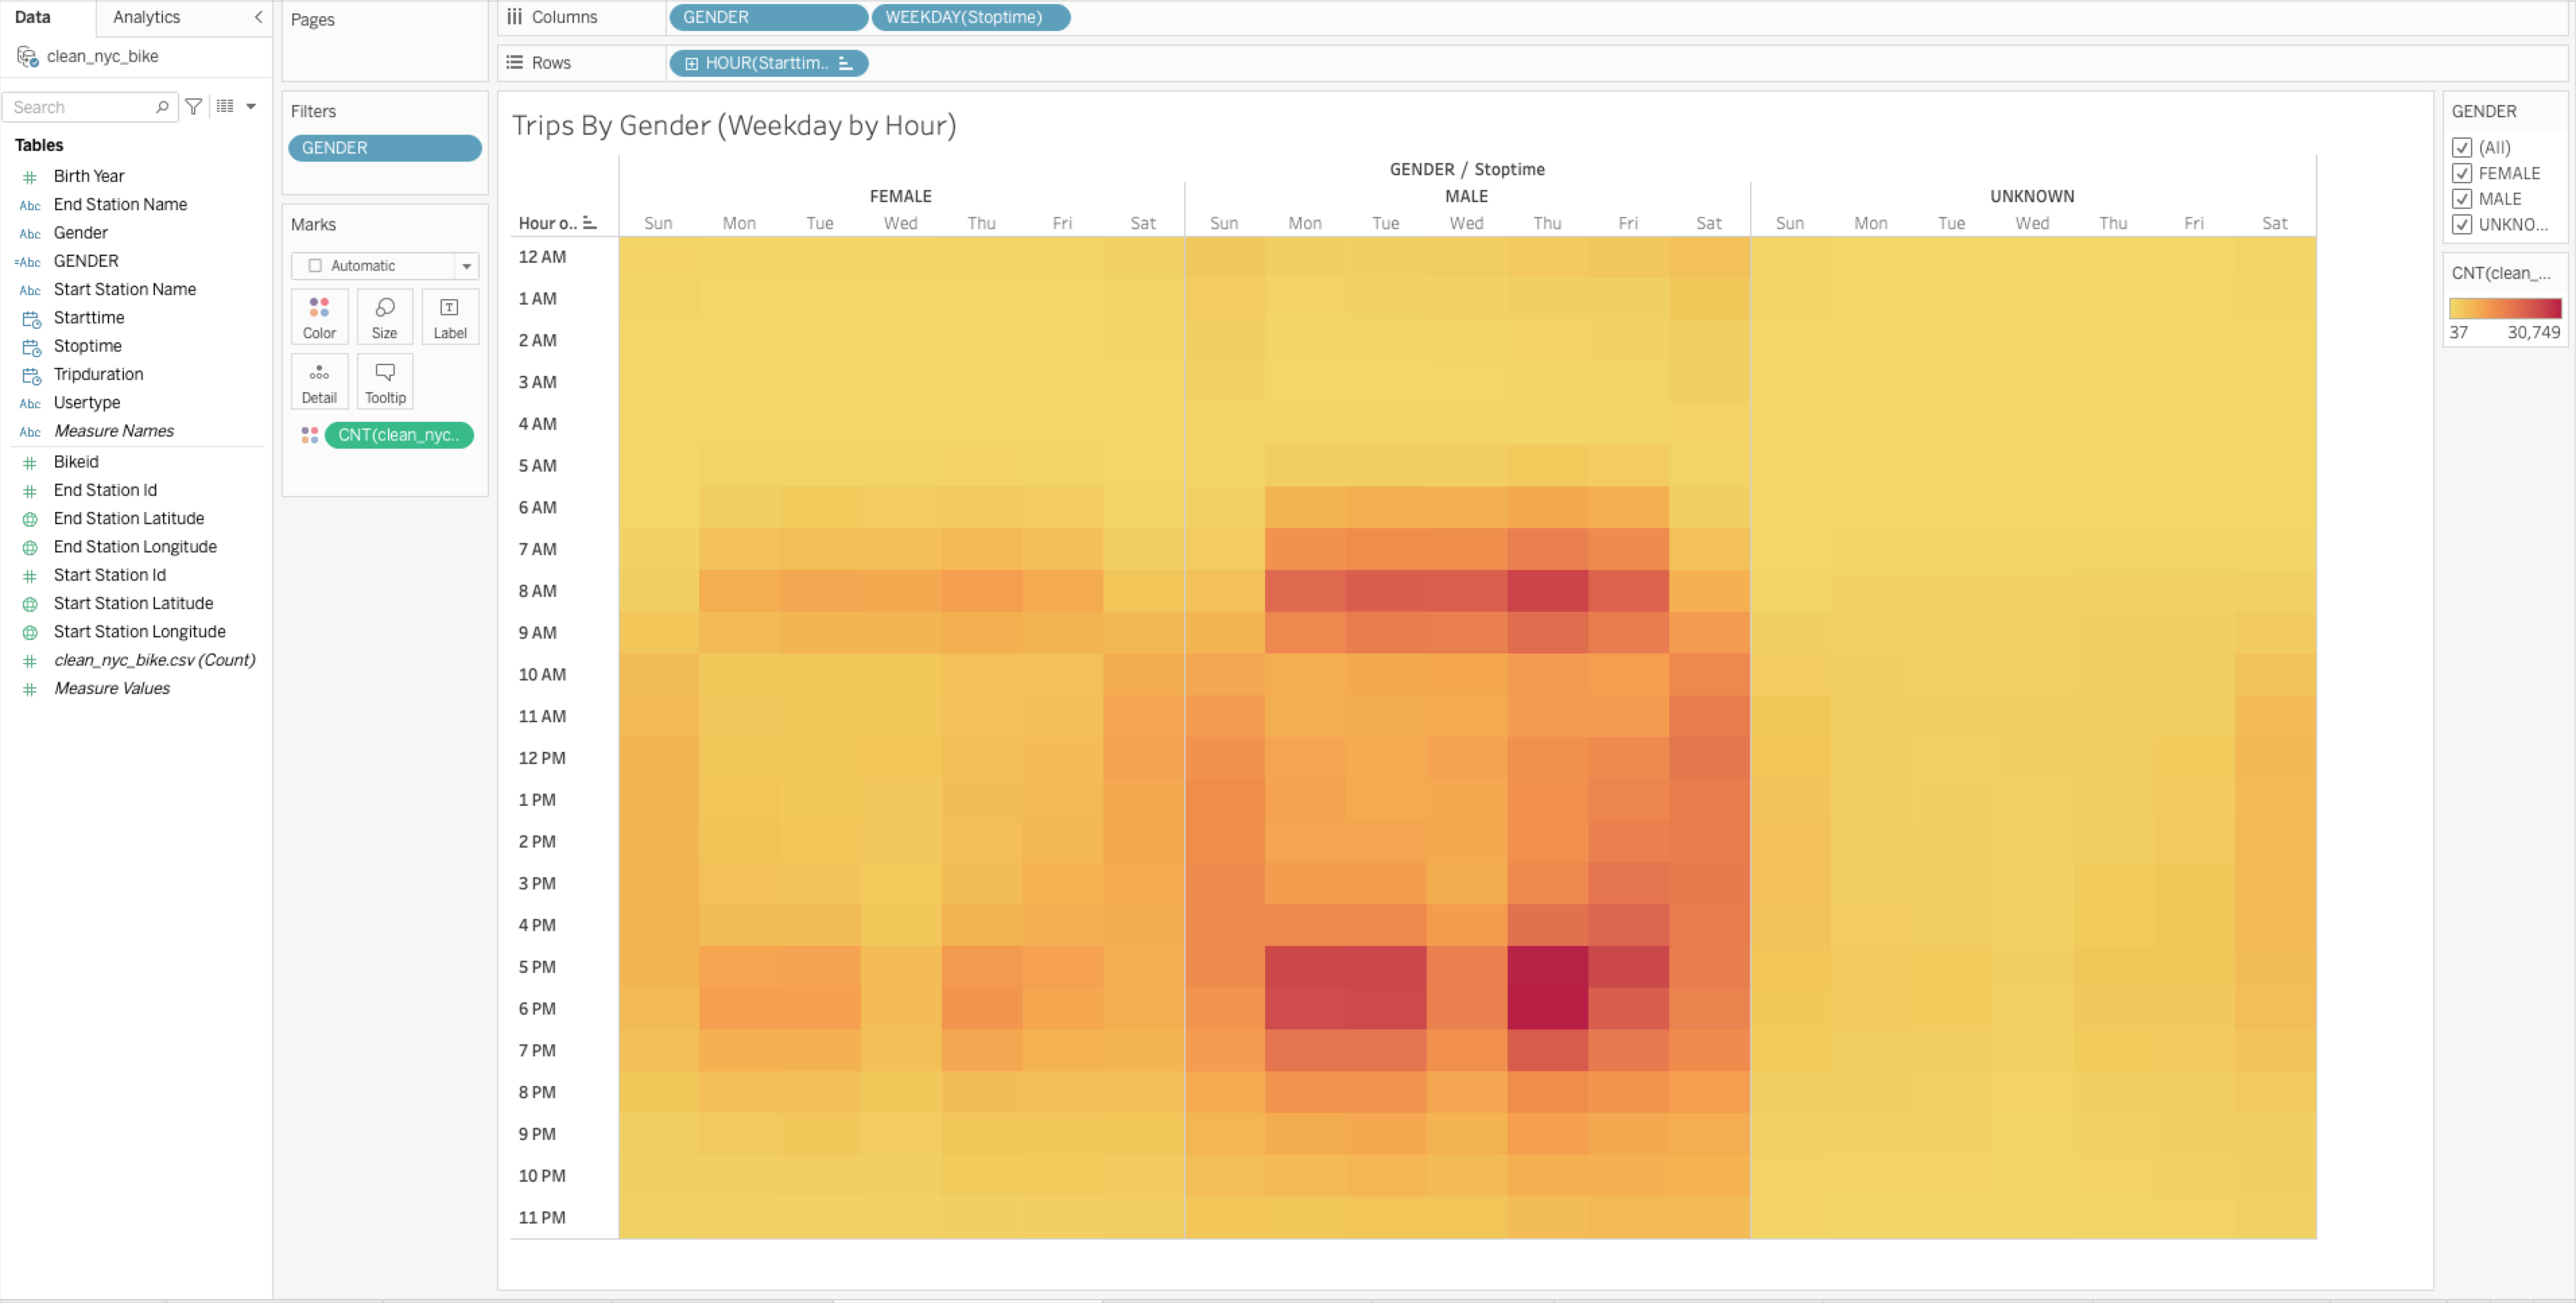 Data
Analytics
clean_nyc_bike
Search
Tables
Birth Year
Abc End Station Name
Abc Gender
=Abc GENDER
Abc Start Station Name
Starttime
Stoptime
Tripduration
Abc Usertype
Abc Measure Names
Bikeid
End Station Id
End Station Latitude
End Station Longitude
Start Station Id
Start Station Latitude
Start Station Longitude
clean_nyc_bike.csv (Count)
Measure Values
Pages
Filters
GENDER
Marks
Automatic
Color Size Label
Detail Tooltip
CNT(clean_nyc..
Columns GENDER WEEKDAY(Stoptime)
Rows HOUR(Starttim..
Trips By Gender (Weekday by Hour)
GENDER / Stoptime
FEMALE MALE UNKNOWN
Hour o.. Sun Mon Tue Wed Thu Fri Sat Sun Mon Tue Wed Thu Fri Sat Sun Mon Tue Wed Thu Fri Sat
12 AM
1 AM
2 AM
3 AM
4 AM
5 AM
6 AM
7 AM
8 AM
9 AM
10 AM
11 AM
12 PM
1 PM
2 PM
3 PM
4 PM
5 PM
6 PM
7 PM
8 PM
9 PM
10 PM
11 PM
GENDER
(All)
FEMALE
MALE
UNKNO...
CNT(clean_...
37 30,749